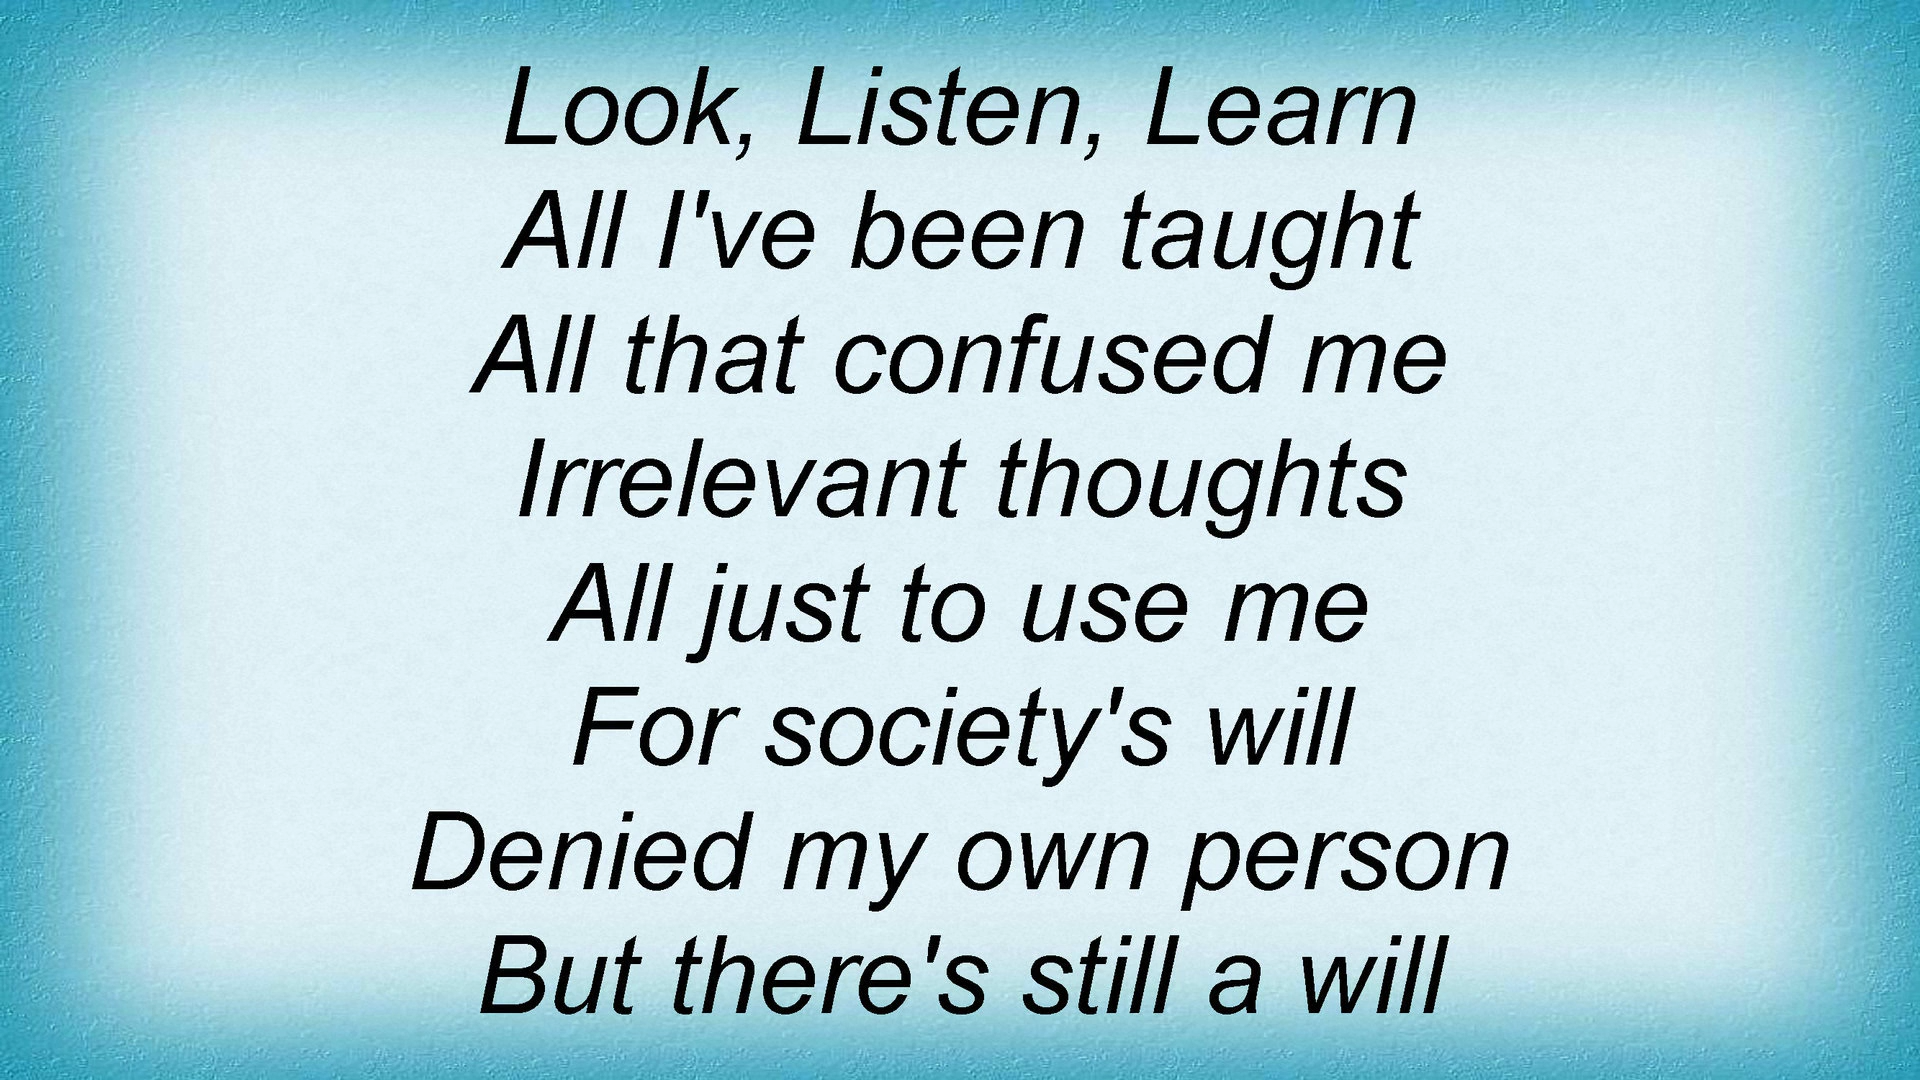 Look, Listen, Learn
All I've been taught
All that confused me
Irrelevant thoughts
All just to use me
For society's will
Denied my own person
But there's still a will